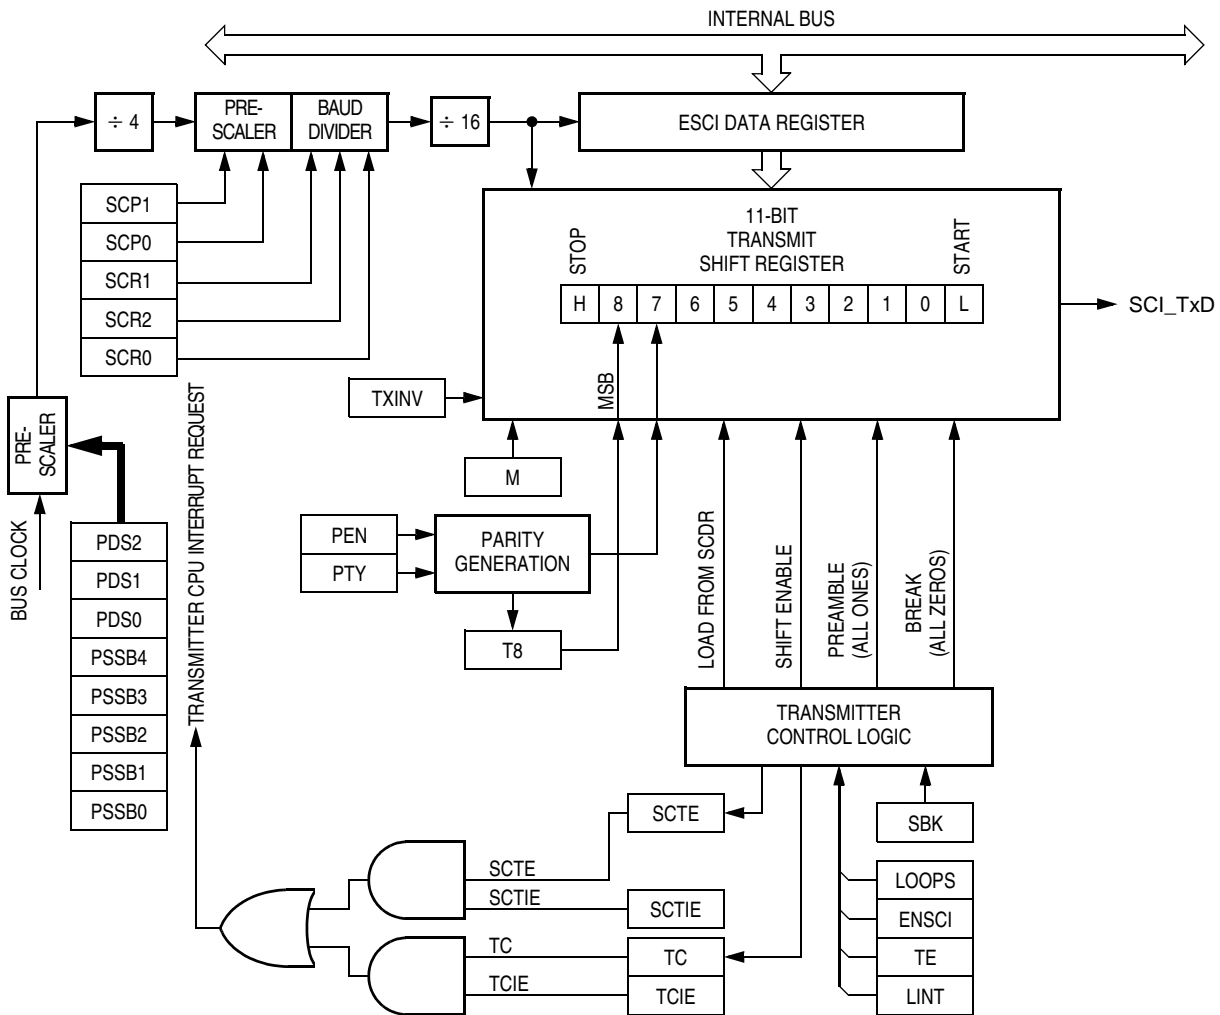 INTERNAL BUS
÷ 4
PRE-
SCALER
BAUD
DIVIDER
÷ 16
ESCI DATA REGISTER
SCP1
SCP0
SCR1
SCR2
SCR0
11-BIT
TRANSMIT
SHIFT REGISTER
STOP
START
H 8 7 6 5 4 3 2 1 0 L
SCI_TxD
MSB
TXINV
M
PRE-
SCALER
BUS CLOCK
PDS2
PDS1
PDS0
PSSB4
PSSB3
PSSB2
PSSB1
PSSB0
TRANSMITTER CPU INTERRUPT REQUEST
PEN
PTY
PARITY
GENERATION
T8
LOAD FROM SCDR
SHIFT ENABLE
PREAMBLE
(ALL ONES)
BREAK
(ALL ZEROS)
TRANSMITTER
CONTROL LOGIC
SCTE
SBK
SCTE
SCTIE
SCTIE
TC
TC
TCIE
TCIE
LOOPS
ENSCI
TE
LINT